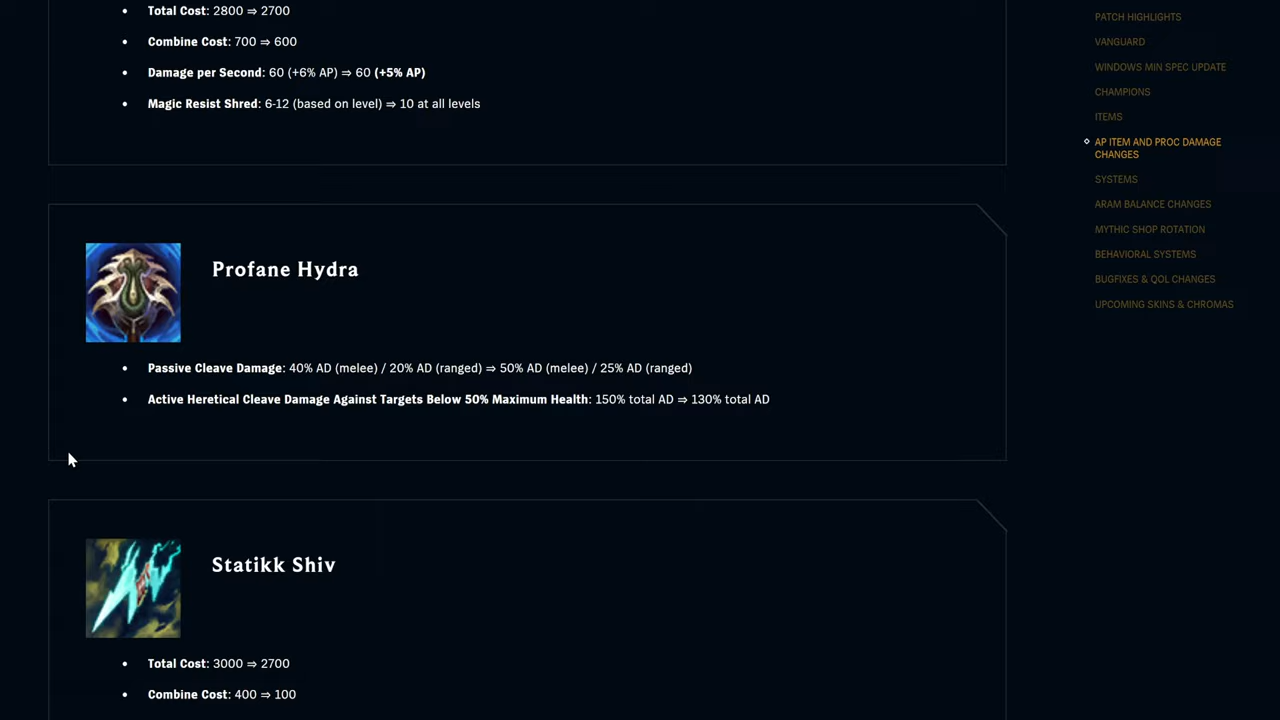 Total Cost: 2800 ⇒ 2700
Combine Cost: 700 ⇒ 600
Damage per Second: 60 (+6% AP) ⇒ 60 (+5% AP)
Magic Resist Shred: 6-12 (based on level) ⇒ 10 at all levels
Profane Hydra
Passive Cleave Damage: 40% AD (melee) / 20% AD (ranged) ⇒ 50% AD (melee) / 25% AD (ranged)
Active Heretical Cleave Damage Against Targets Below 50% Maximum Health: 150% total AD ⇒ 130% total AD
Statikk Shiv
Total Cost: 3000 ⇒ 2700
Combine Cost: 400 ⇒ 100
PATCH HIGHLIGHTS
VANGUARD
WINDOWS MIN SPEC UPDATE
CHAMPIONS
ITEMS
AP ITEM AND PROC DAMAGE
CHANGES
SYSTEMS
ARAM BALANCE CHANGES
MYTHIC SHOP ROTATION
BEHAVIORAL SYSTEMS
BUGFIXES & QOL CHANGES
UPCOMING SKINS & CHROMAS